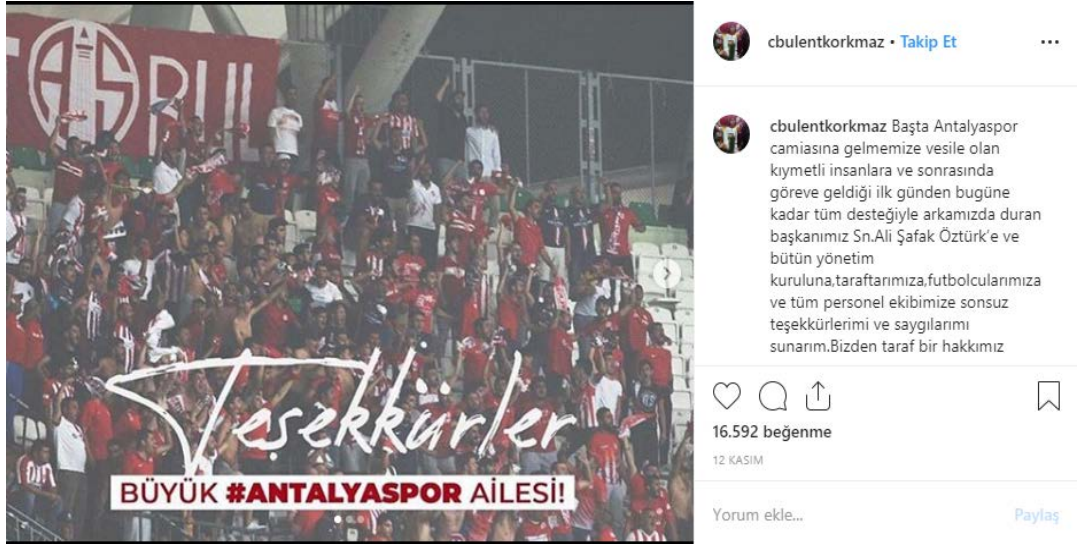 BUL
Teşekkürler
BÜYÜK #ANTALYASPOR AİLESİ!
cbulentkorkmaz • Takip Et
cbulentkorkmaz Başta Antalyaspor
camiasına gelmemize vesile olan
kıymetli insanlara ve sonrasında
göreve geldiği ilk günden bugüne
kadar tüm desteğiyle arkamızda duran
başkanımız Sn.Ali Şafak Öztürk'e ve
bütün yönetim
kuruluna,taraftarımıza,futbolcularımıza
ve tüm personel ekibimize sonsuz
teşekkürlerimi ve saygılarımı
sunarım.Bizden taraf bir hakkımız
16.592 beğenme
12 KASIM
Yorum ekle...
Paylaş